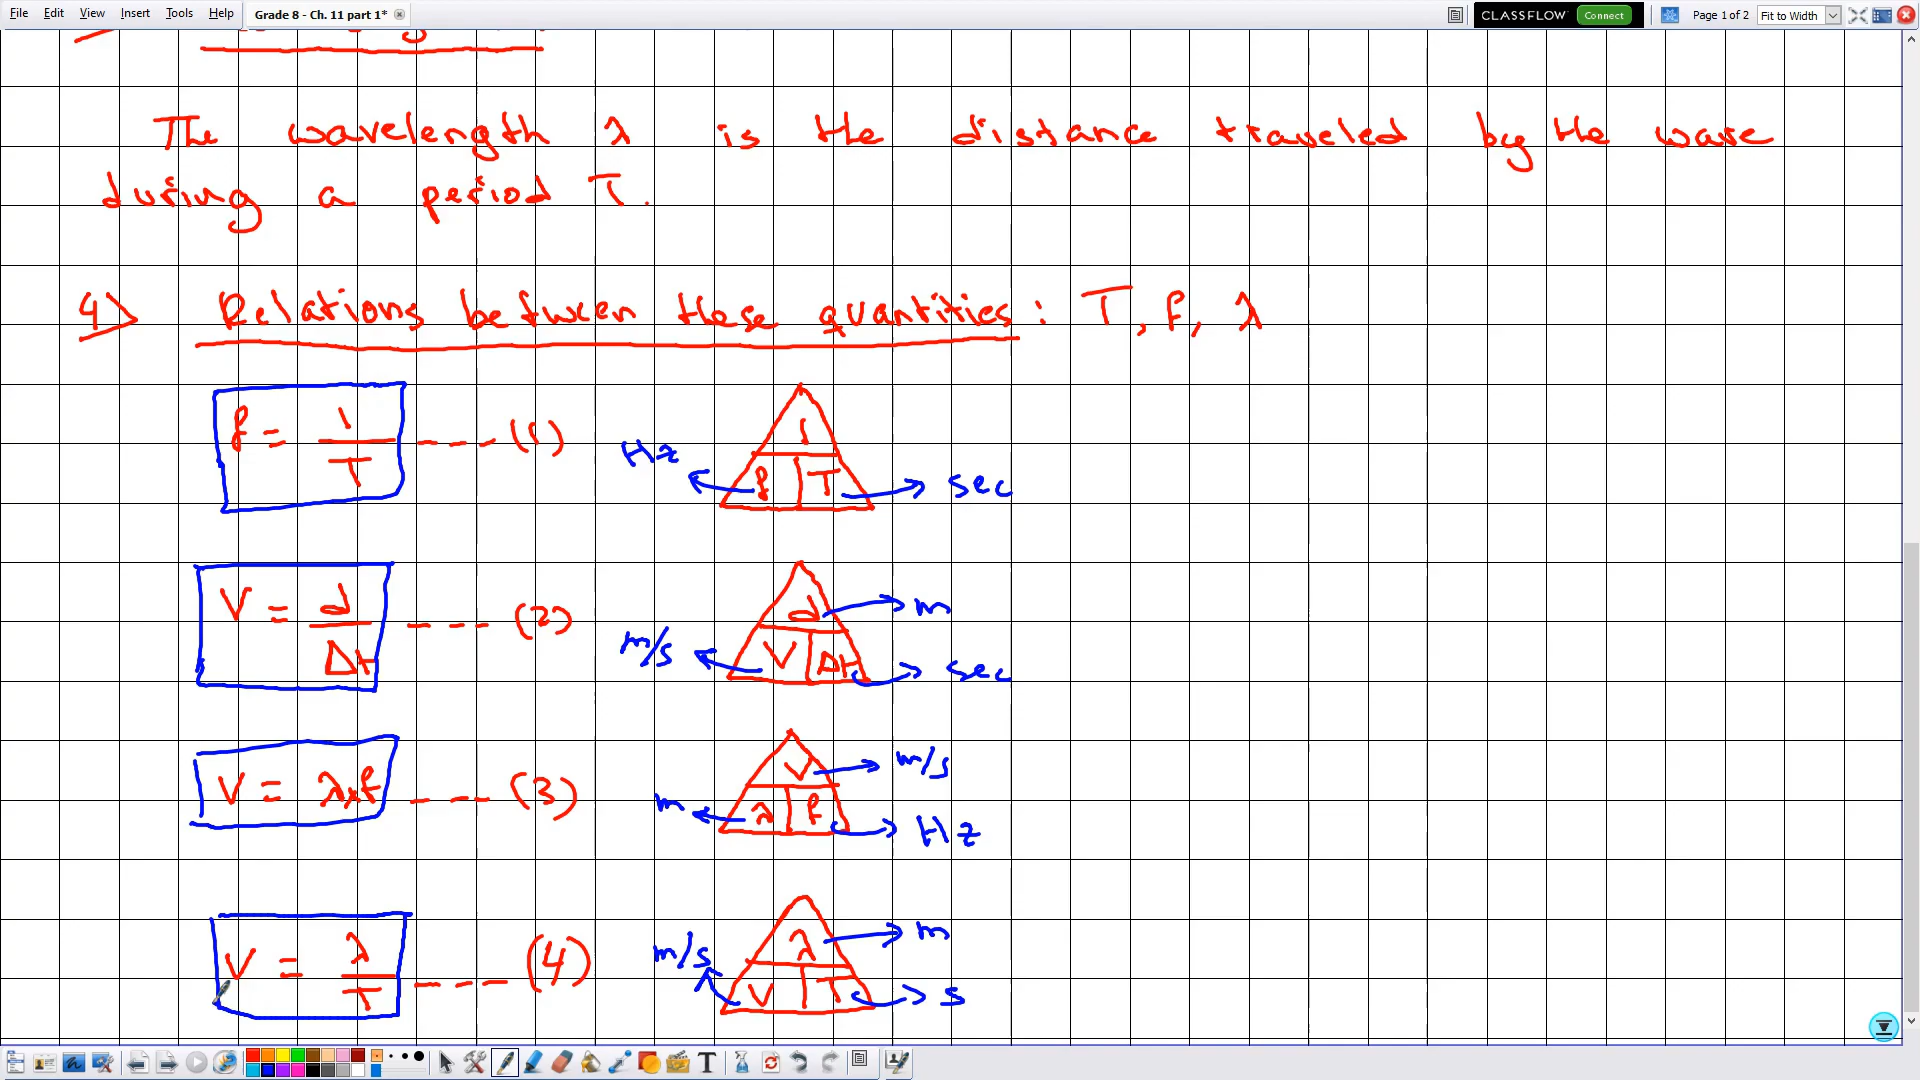 File Edit View Insert Tools Help Grade 8 - Ch. 11 part 1* CLASSFLOW Connect Page 1 of 2 Fit to Width
The wavelength λ is the distance traveled by the wave
during a period T.
4> Relations between these quantities: T, f, λ
f = 1/T ---- (1)
1
f T
Hz
sec
V = d/Δt ---- (2)
d
V Δt
m
m/s
sec
V = λxf ---- (3)
V
λ f
m/s
m
Hz
V = λ/T ---- (4)
λ
V T
m
m/s
s
T